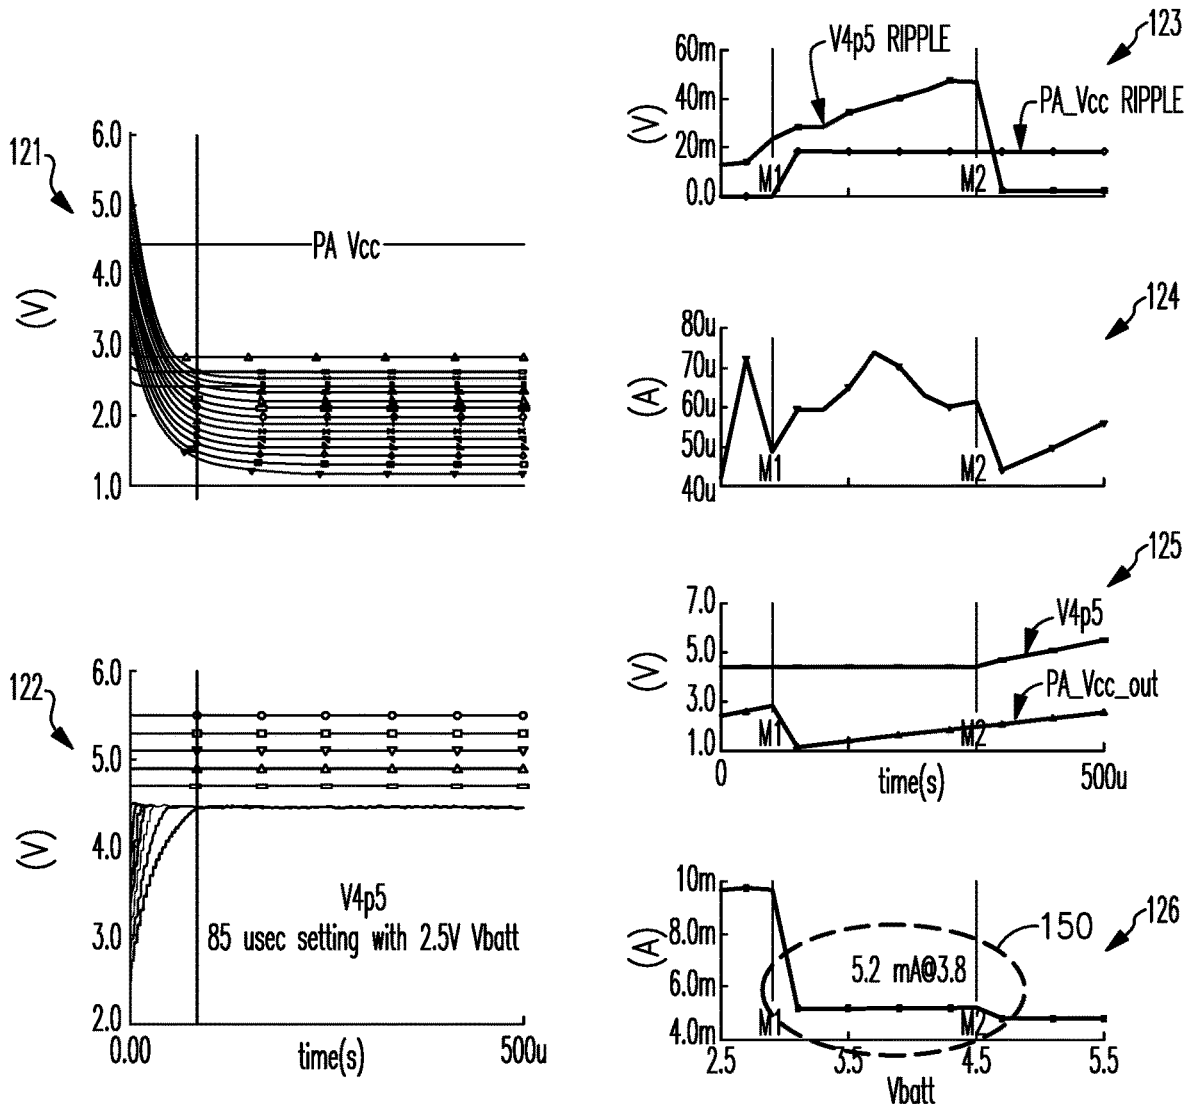 121
6.0
5.0
4.0
3.0
2.0
1.0
(V)
PA Vcc
122
6.0
5.0
4.0
3.0
2.0
(V)
V4p5
85 usec setting with 2.5V Vbatt
0.00
time(s)
500u
123
60m
40m
20m
0.0
(V)
V4p5 RIPPLE
PA_Vcc RIPPLE
M1
M2
124
80u
70u
60u
50u
40u
(A)
M1
M2
125
7.0
5.0
3.0
1.0
(V)
V4p5
PA_Vcc_out
M1
M2
0
time(s)
500u
126
10m
8.0m
6.0m
4.0m
(A)
150
5.2 mA@3.8
M1
M2
2.5
3.5
4.5
5.5
Vbatt